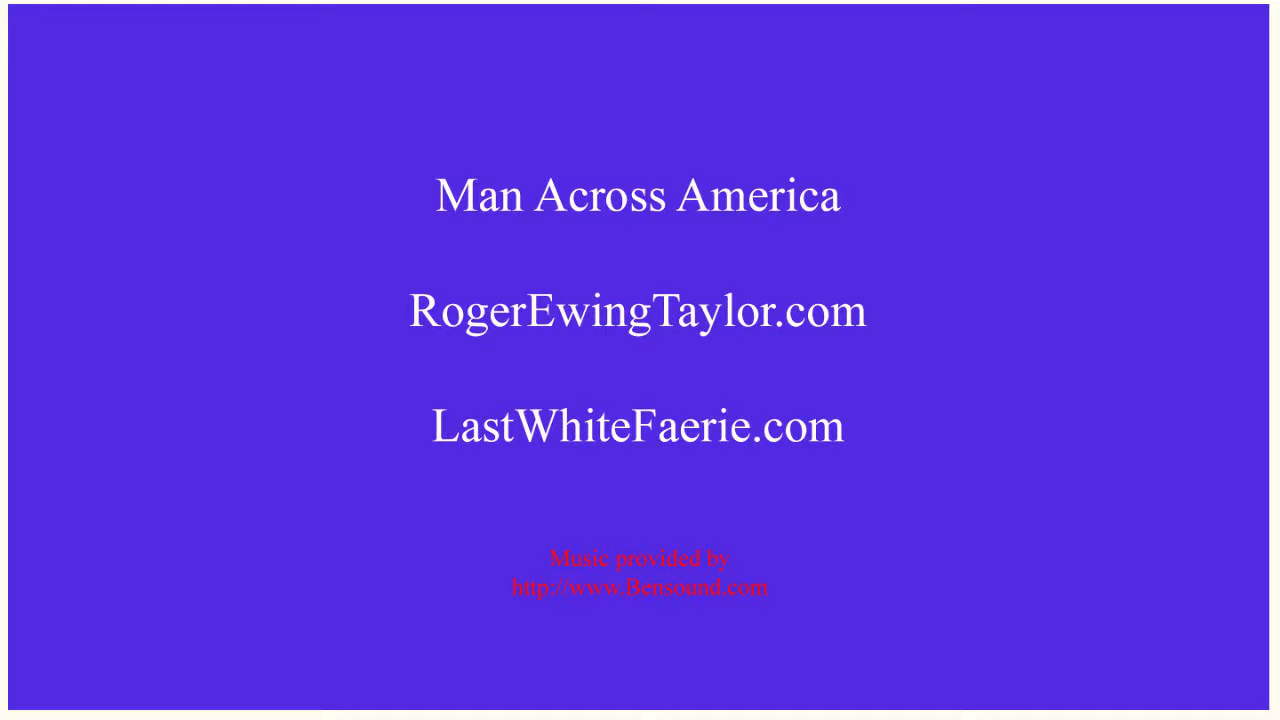 Man Across America
RogerEwingTaylor.com
LastWhiteFaerie.com
Music provided by
http://www.Bensound.com